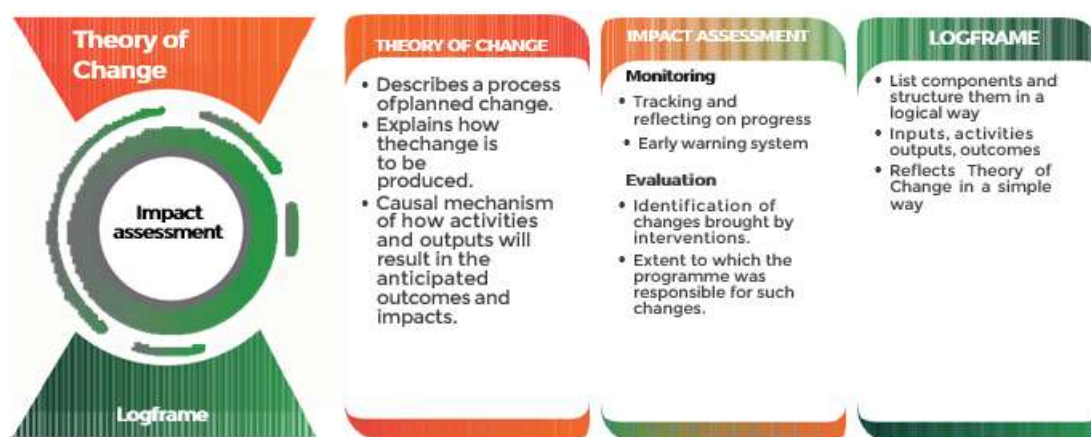 Theory of
Change
Impact
assessment
Logframe
THEORY OF CHANGE
• Describes a process
ofplanned change.
• Explains how
thechange is
to be
produced.
• Causal mechanism
of how activities
and outputs will
result in the
anticipated
outcomes and
impacts.
IMPACT ASSESSMENT
Monitoring
• Tracking and
reflecting on progress
• Early warning system
Evaluation
• Identification of
changes brought by
interventions.
• Extent to which the
programme was
responsible for such
changes.
LOGFRAME
• List components and
structure them in a
logical way
• Inputs, activities
outputs, outcomes
• Reflects Theory of
Change in a simple
way